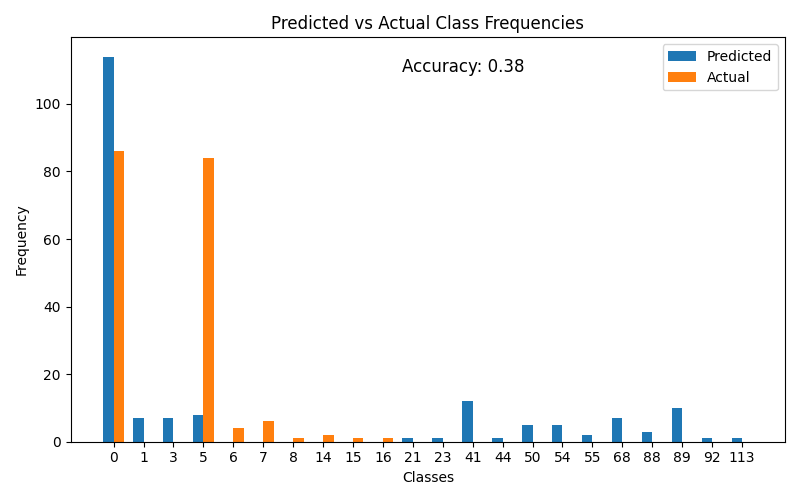 Predicted vs Actual Class Frequencies
Accuracy: 0.38
Predicted
Actual
Frequency
100
80
60
40
20
0
0 1 3 5 6 7 8 14 15 16 21 23 41 44 50 54 55 68 88 89 92 113
Classes